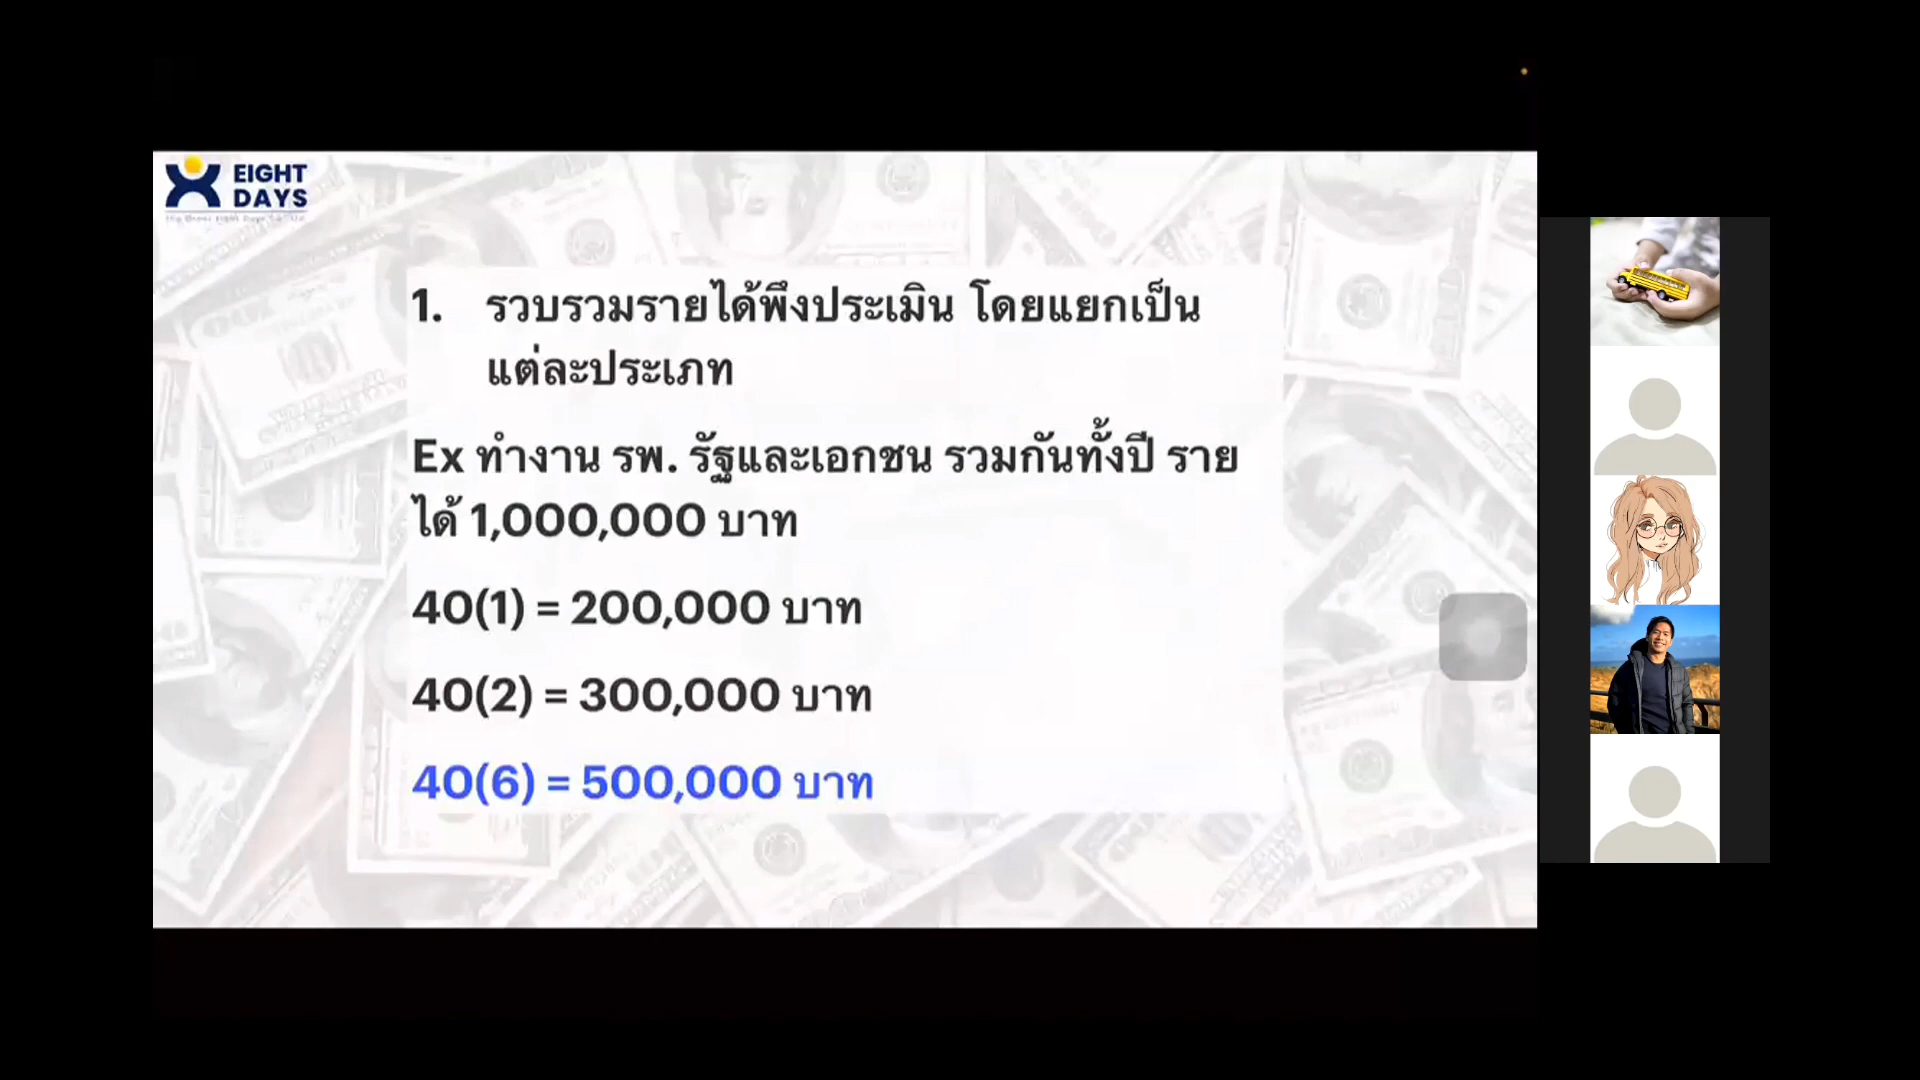 EIGHT
DAYS
1. รวบรวมรายได้พึงประเมิน โดยแยกเป็น
แต่ละประเภท
Ex ทำงาน รพ. รัฐและเอกชน รวมกันทั้งปี ราย
ได้ 1,000,000 บาท
40(1) = 200,000 บาท
40(2) = 300,000 บาท
40(6) = 500,000 บาท